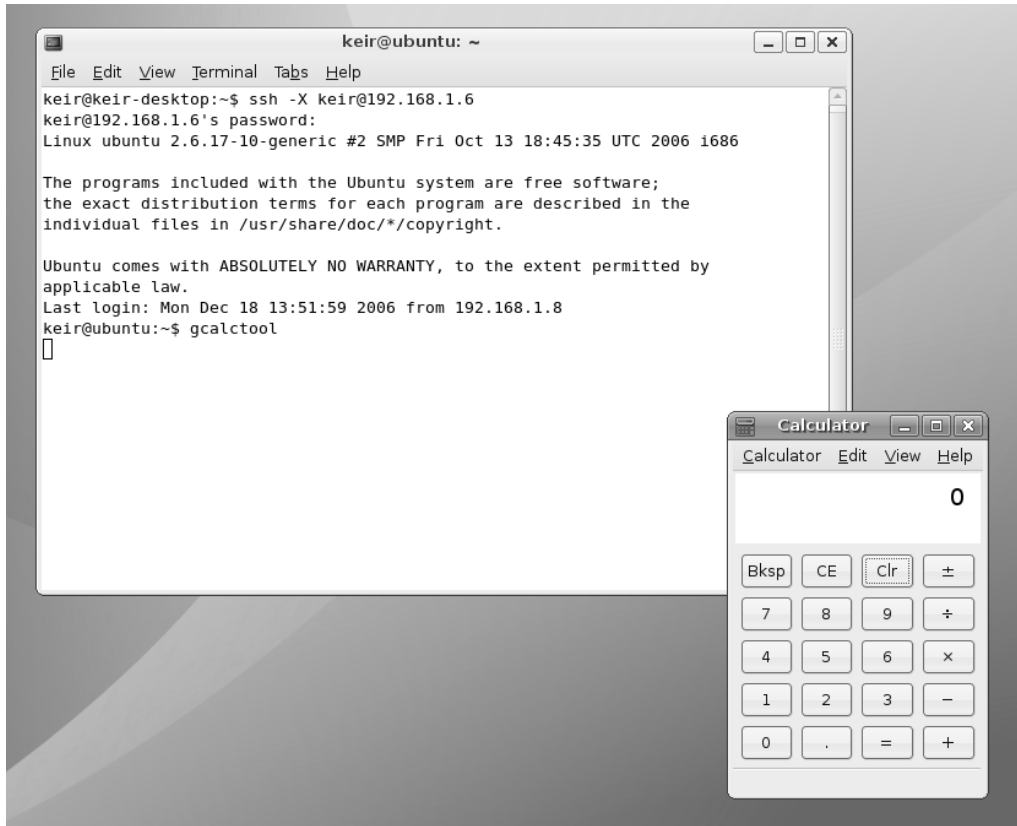 keir@ubuntu: ~
File Edit View Terminal Tabs Help
keir@keir-desktop:~$ ssh -X keir@192.168.1.6
keir@192.168.1.6's password:
Linux ubuntu 2.6.17-10-generic #2 SMP Fri Oct 13 18:45:35 UTC 2006 i686
The programs included with the Ubuntu system are free software;
the exact distribution terms for each program are described in the
individual files in /usr/share/doc/*/copyright.
Ubuntu comes with ABSOLUTELY NO WARRANTY, to the extent permitted by
applicable law.
Last login: Mon Dec 18 13:51:59 2006 from 192.168.1.8
keir@ubuntu:~$ gcalctool
Calculator
Calculator Edit View Help
0
Bksp CE Clr ±
7 8 9 ÷
4 5 6 ×
1 2 3 −
0 . = +